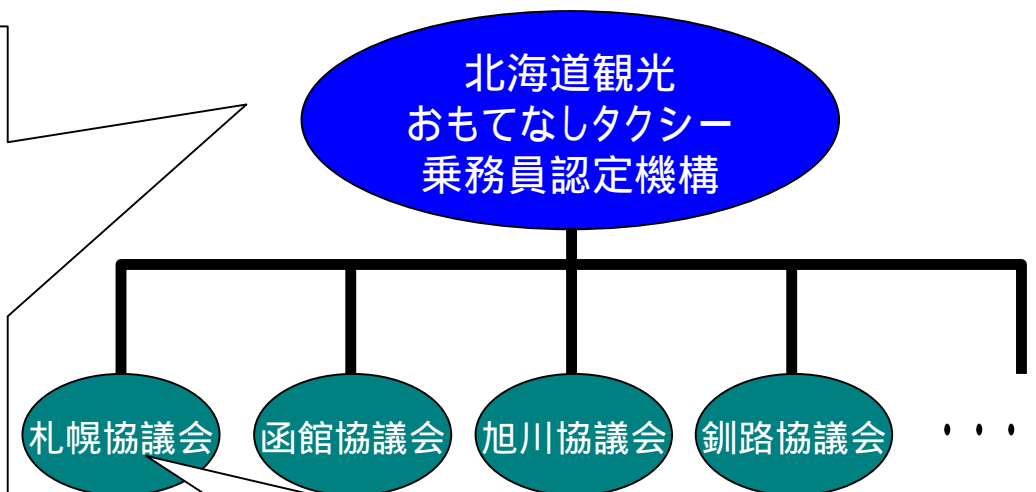 北海道観光
おもてなしタクシー
乗務員認定機構
札幌協議会
函館協議会
旭川協議会
釧路協議会
・・・